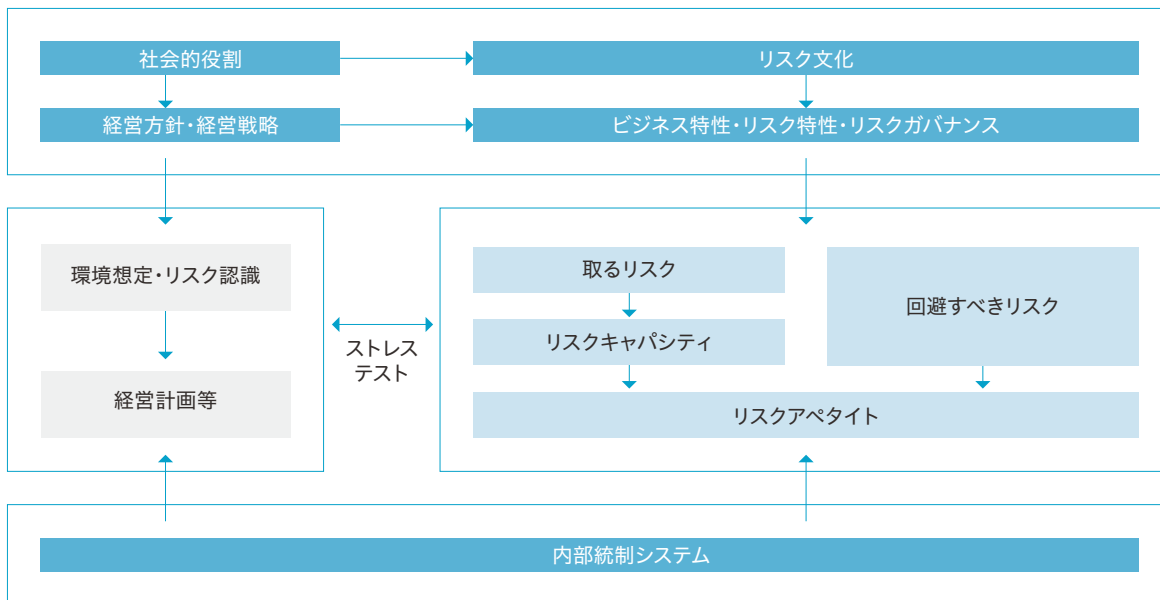 社会的役割
リスク文化
経営方針・経営戦略
ビジネス特性・リスク特性・リスクガバナンス
環境想定・リスク認識
経営計画等
ストレス
テスト
取るリスク
リスクキャパシティ
回避すべきリスク
リスクアペタイト
内部統制システム